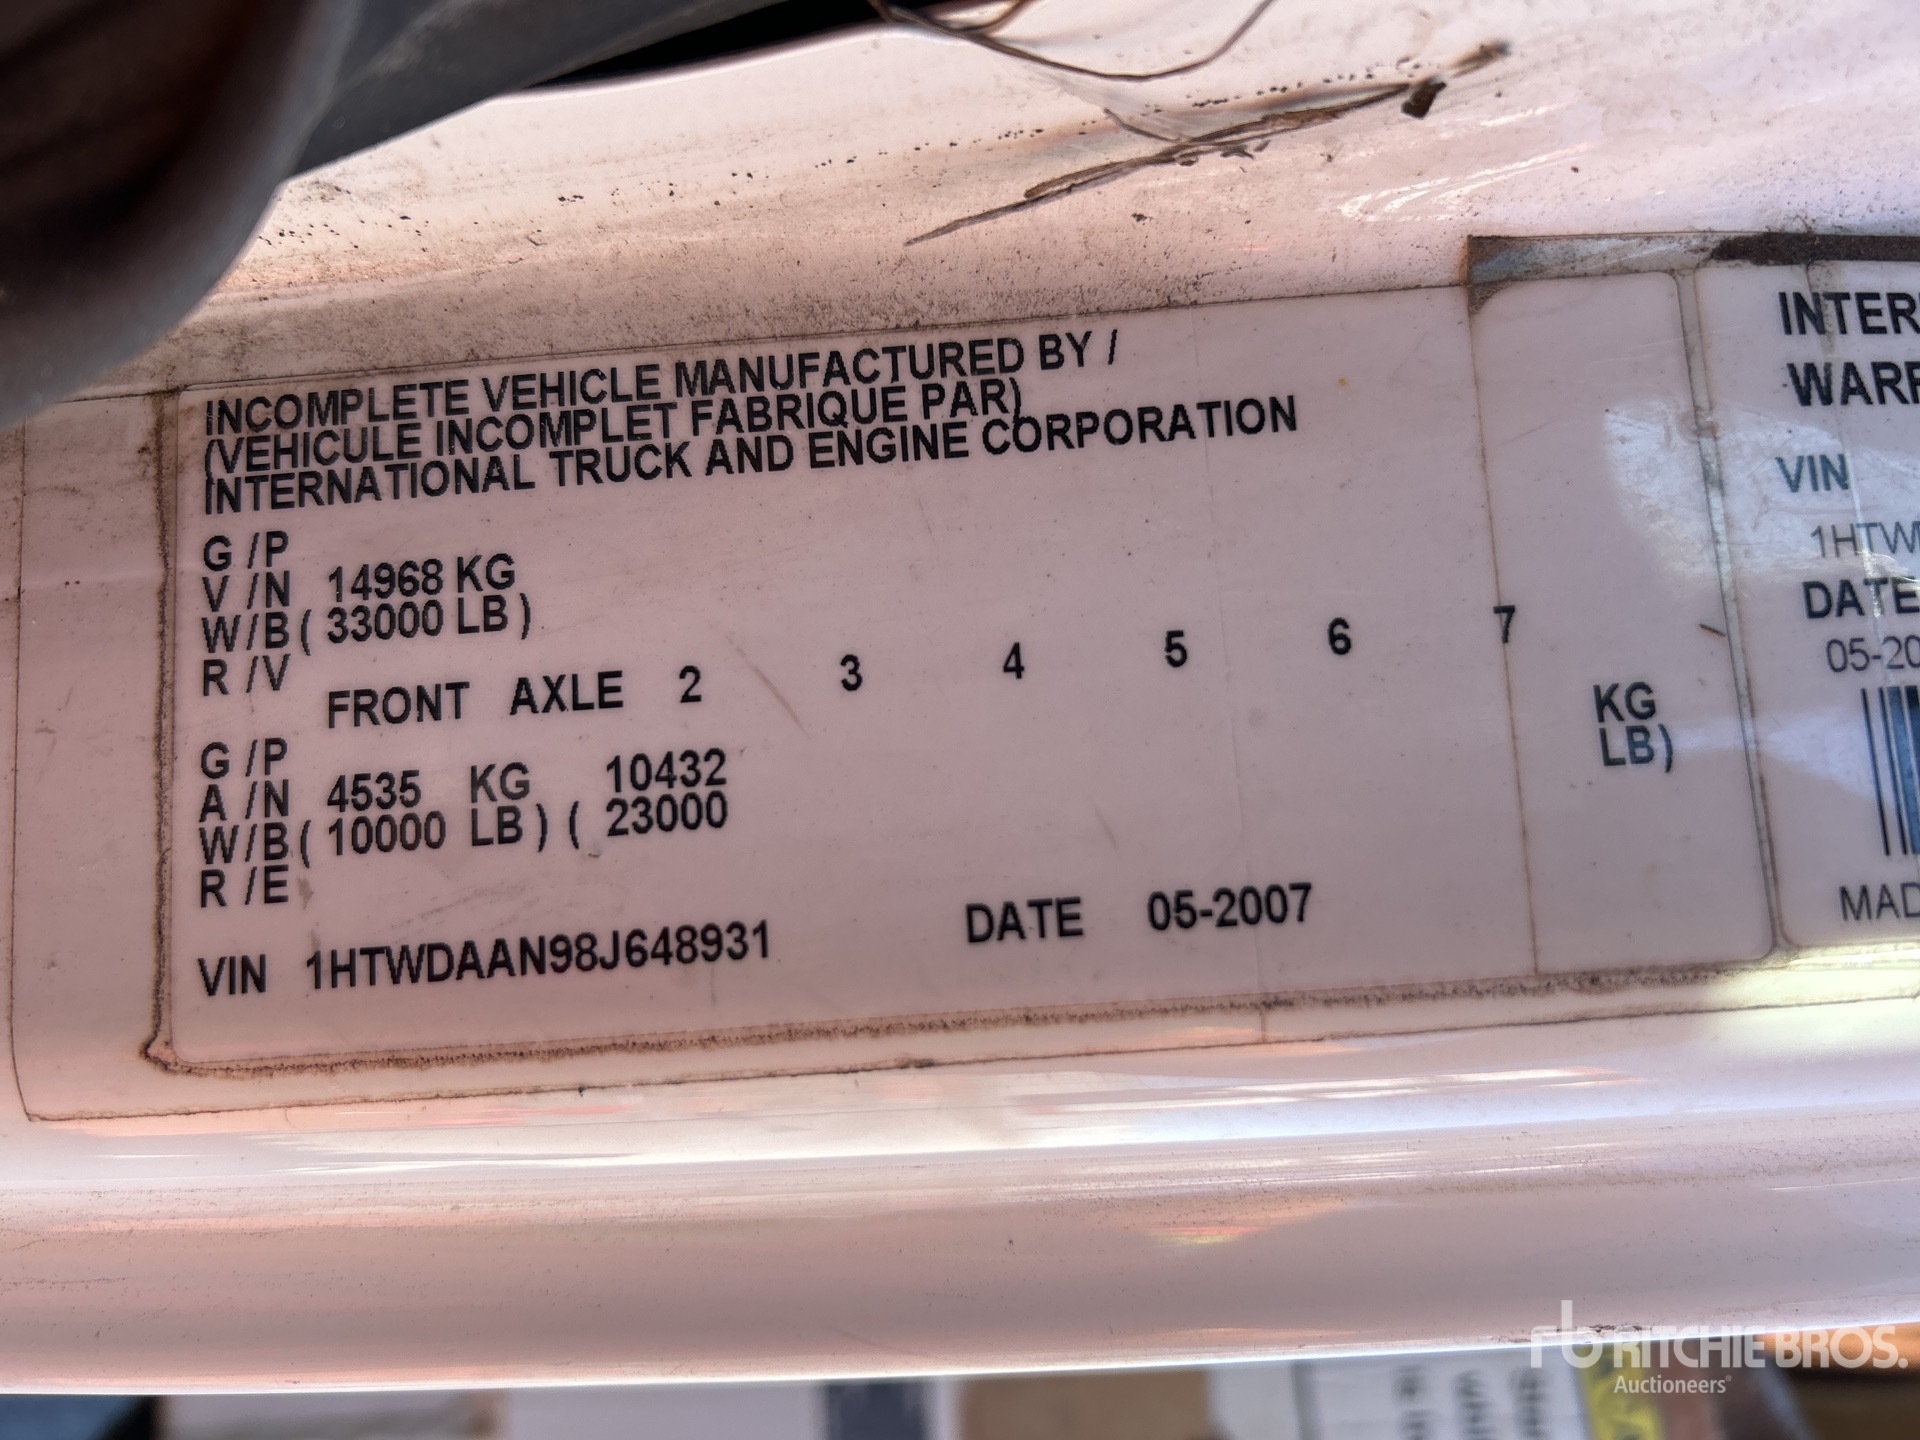 INCOMPLETE VEHICLE MANUFACTURED BY /
(VEHICULE INCOMPLET FABRIQUE PAR)
INTERNATIONAL TRUCK AND ENGINE CORPORATION
G /P
V /N 14968 KG
W/B ( 33000 LB )
R /V
FRONT AXLE 2 3 4 5 6 7
G /P
A /N 4535 KG 10432 KG
W/B ( 10000 LB ) ( 23000 LB)
R /E
VIN 1HTWDAAN98J648931 DATE 05-2007
INTER
WARR
VIN
1HTW
DATE
05-20
MAD
RITCHIE BROS.
Auctioneers